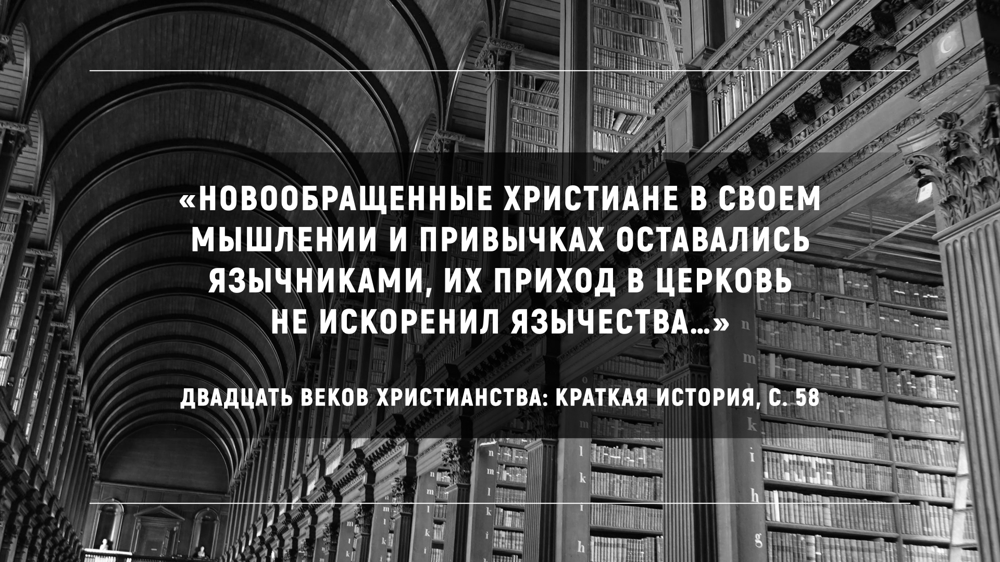 «НОВООБРАЩЕННЫЕ ХРИСТИАНЕ В СВОЕМ
МЫШЛЕНИИ И ПРИВЫЧКАХ ОСТАВАЛИСЬ
ЯЗЫЧНИКАМИ, ИХ ПРИХОД В ЦЕРКОВЬ
НЕ ИСКОРЕНИЛ ЯЗЫЧЕСТВА...»
ДВАДЦАТЬ ВЕКОВ ХРИСТИАНСТВА: КРАТКАЯ ИСТОРИЯ, С. 58